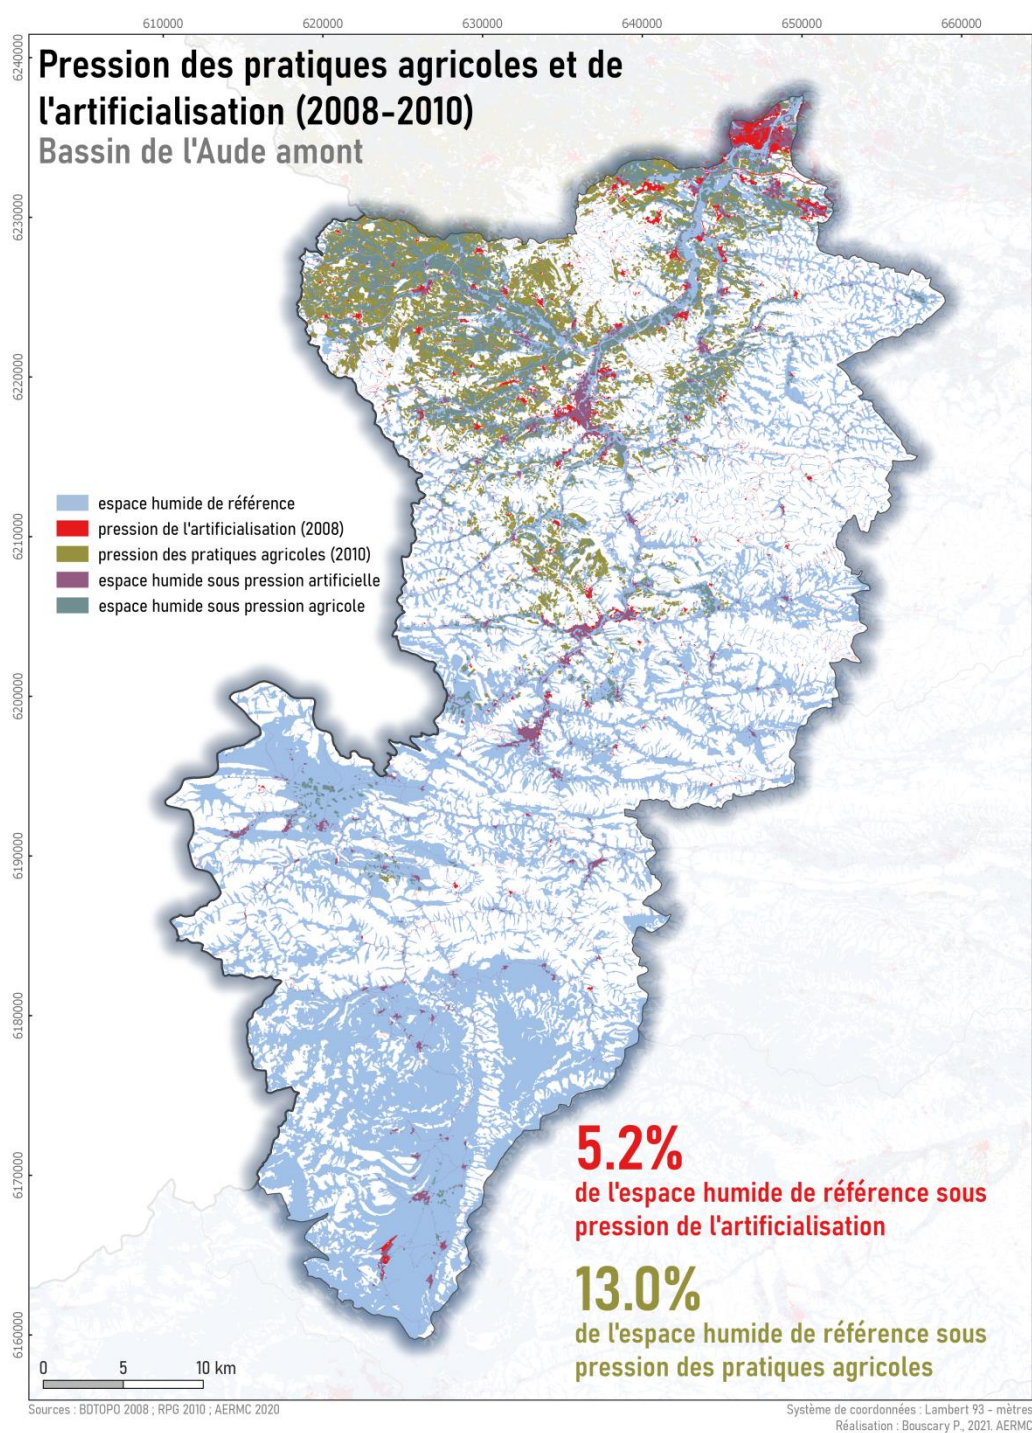 610000 620000 630000 640000 650000 660000
6240000
6230000
6220000
6210000
6200000
6190000
6180000
6170000
6160000
Pression des pratiques agricoles et de
l'artificialisation (2008-2010)
Bassin de l'Aude amont
espace humide de référence
pression de l'artificialisation (2008)
pression des pratiques agricoles (2010)
espace humide sous pression artificielle
espace humide sous pression agricole
5.2%
de l'espace humide de référence sous
pression de l'artificialisation
13.0%
de l'espace humide de référence sous
pression des pratiques agricoles
0 5 10 km
Sources : BDTOPO 2008 ; RPG 2010 ; AERMC 2020
Système de coordonnées : Lambert 93 - mètres
Réalisation : Bouscary P., 2021. AERMC